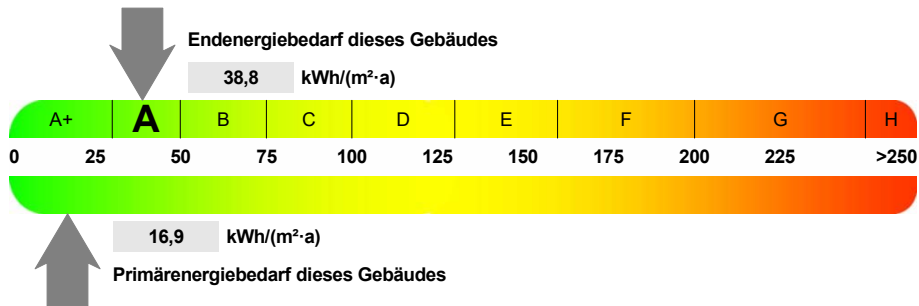 Endenergiebedarf dieses Gebäudes
38,8 kWh/(m²·a)
A+ A B C D E F G H
0 25 50 75 100 125 150 175 200 225 >250
16,9 kWh/(m²·a)
Primärenergiebedarf dieses Gebäudes